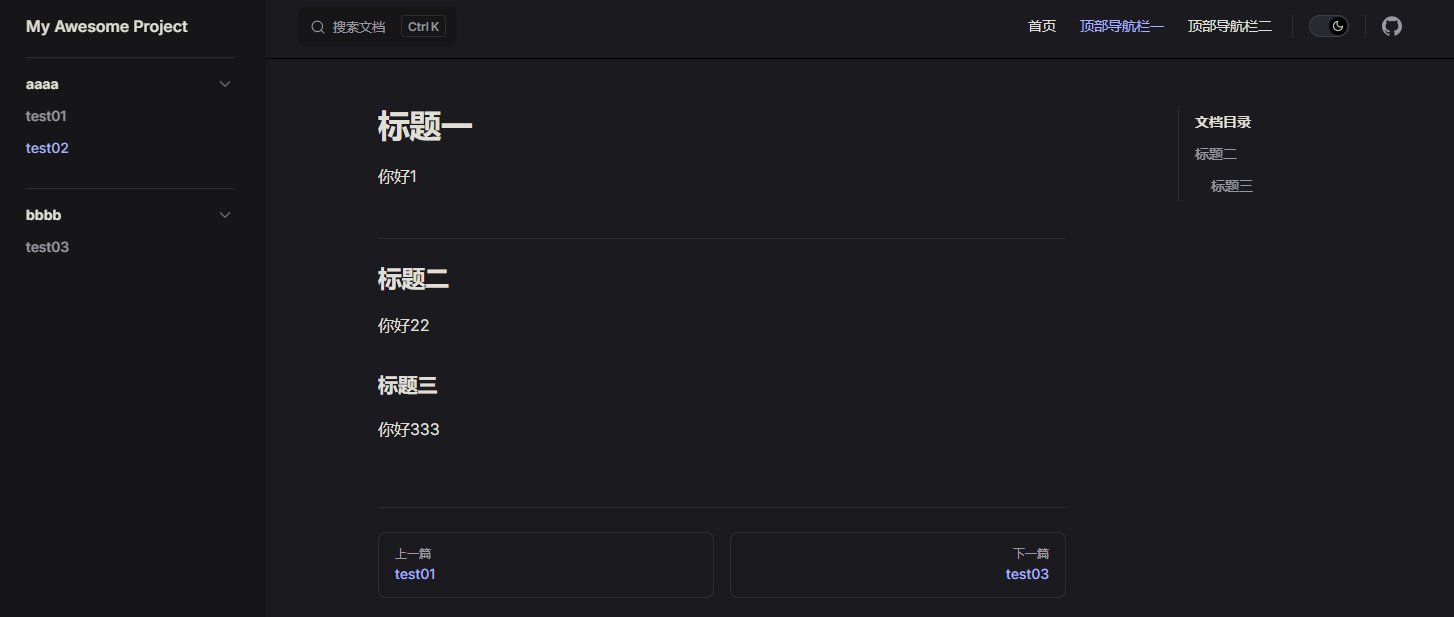 My Awesome Project
搜索文档 Ctrl K
首页 顶部导航栏一 顶部导航栏二
aaaa
test01
test02
bbbb
test03
标题一
你好1
标题二
你好22
标题三
你好333
上一篇
test01
下一篇
test03
文档目录
标题二
标题三